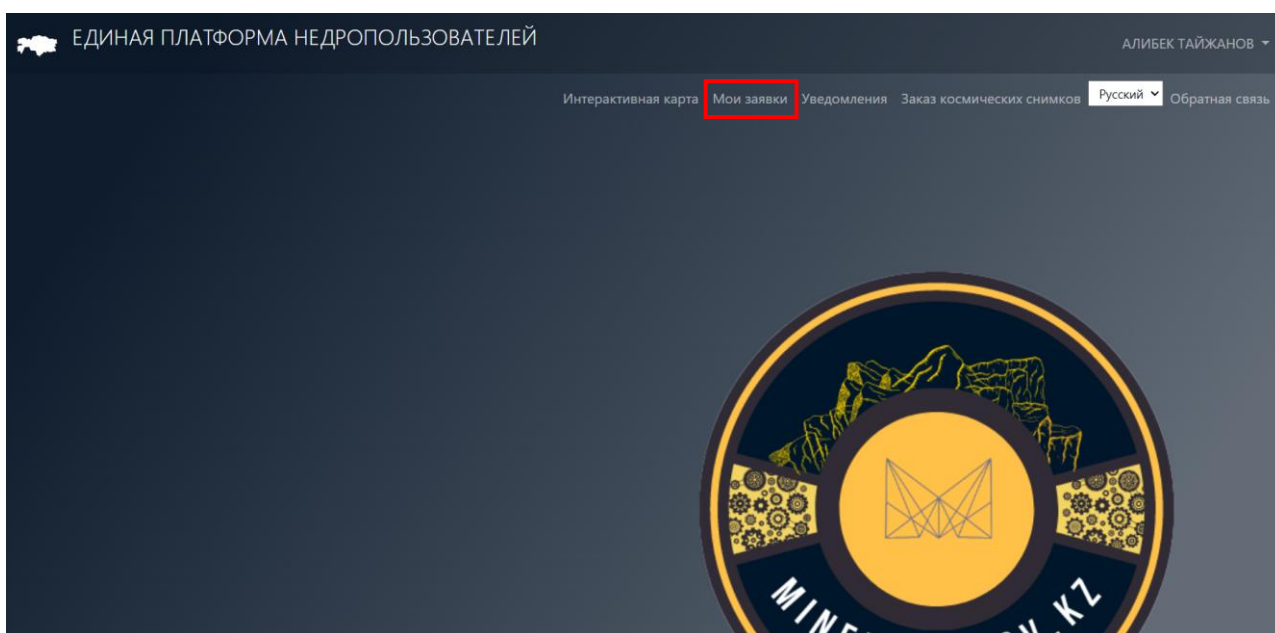 ЕДИНАЯ ПЛАТФОРМА НЕДРОПОЛЬЗОВАТЕЛЕЙ
АЛИБЕК ТАЙЖАНОВ
Интерактивная карта Мои заявки Уведомления Заказ космических снимков Русский Обратная связь